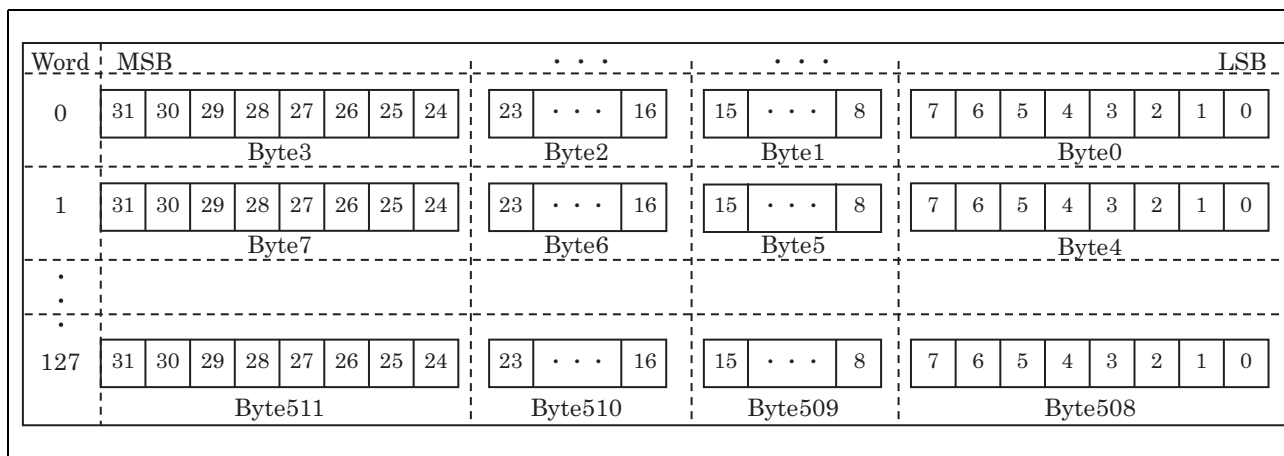 Word MSB · · · · · · LSB
0 31 30 29 28 27 26 25 24 23 · · · 16 15 · · · 8 7 6 5 4 3 2 1 0
Byte3 Byte2 Byte1 Byte0
1 31 30 29 28 27 26 25 24 23 · · · 16 15 · · · 8 7 6 5 4 3 2 1 0
Byte7 Byte6 Byte5 Byte4
·
·
·
127 31 30 29 28 27 26 25 24 23 · · · 16 15 · · · 8 7 6 5 4 3 2 1 0
Byte511 Byte510 Byte509 Byte508